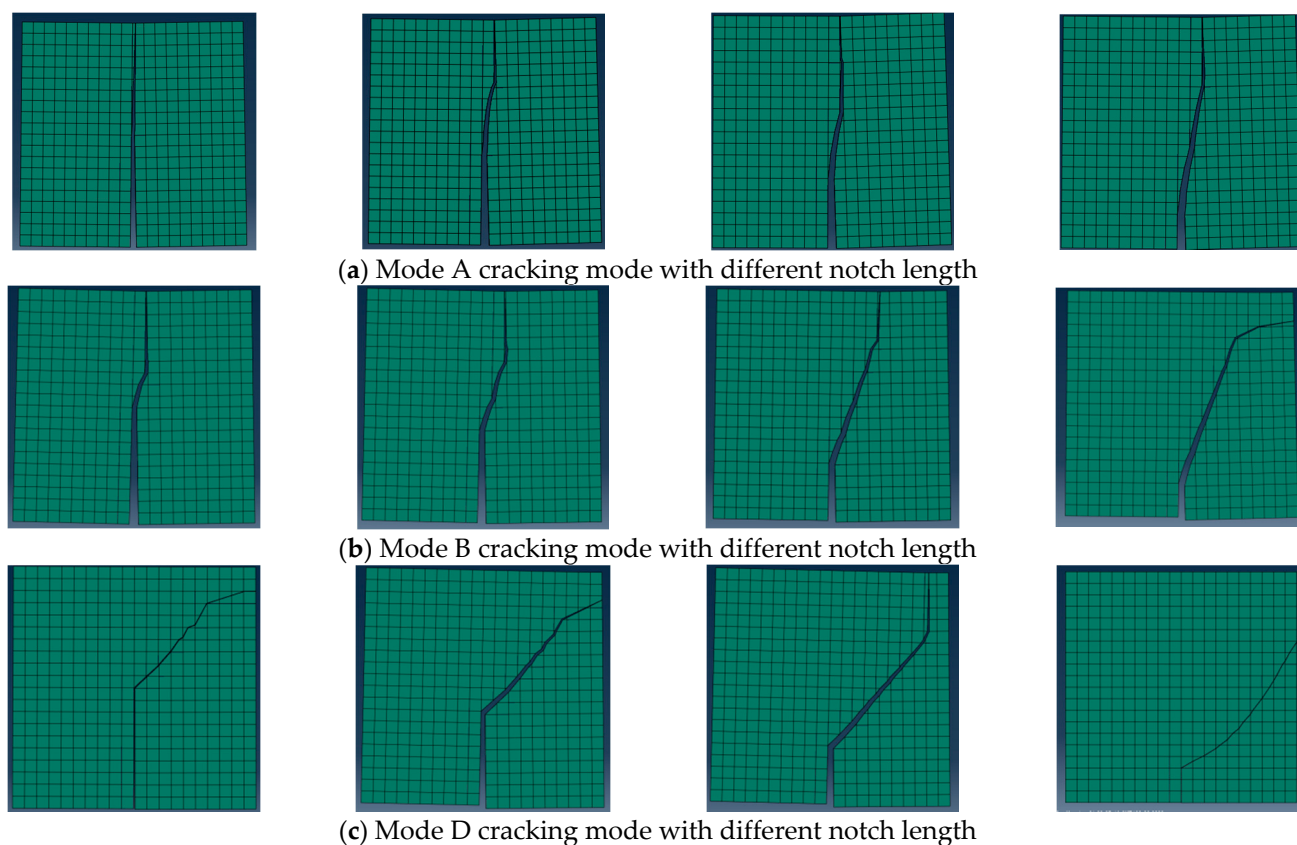 (a) Mode A cracking mode with different notch length
(b) Mode B cracking mode with different notch length
(c) Mode D cracking mode with different notch length